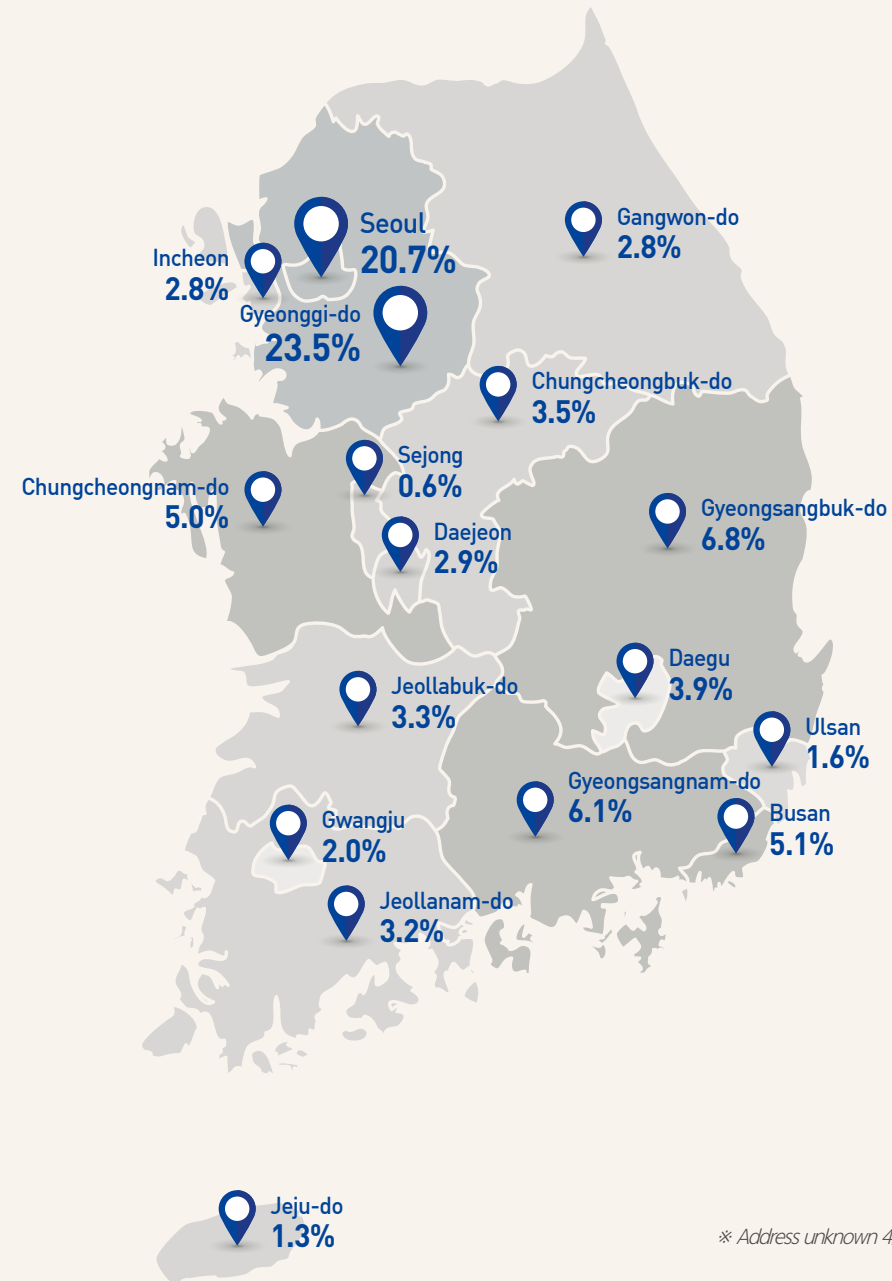 Seoul
20.7%
Gangwon-do
2.8%
Incheon
2.8%
Gyeonggi-do
23.5%
Chungcheongbuk-do
3.5%
Sejong
0.6%
Chungcheongnam-do
5.0%
Gyeongsangbuk-do
6.8%
Daejeon
2.9%
Daegu
3.9%
Jeollabuk-do
3.3%
Ulsan
1.6%
Gyeongsangnam-do
6.1%
Busan
5.1%
Gwangju
2.0%
Jeollanam-do
3.2%
Jeju-do
1.3%
※ Address unknown 4